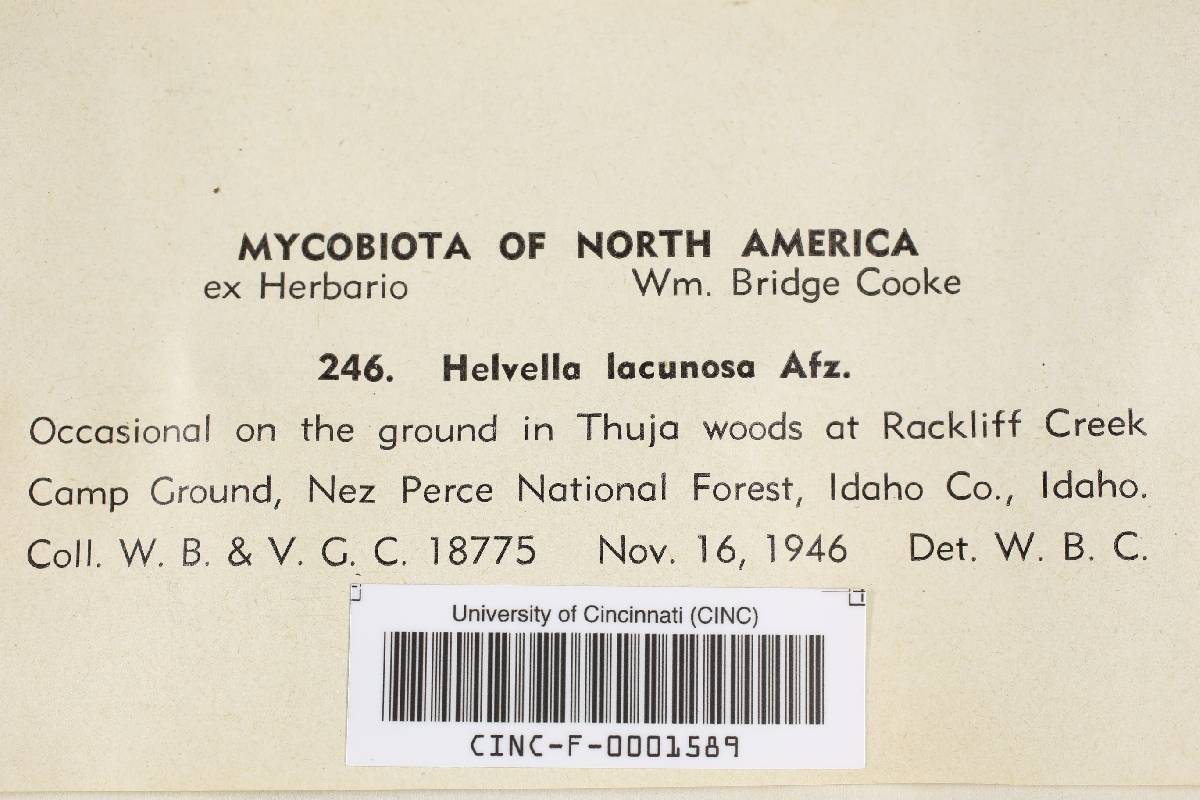 MYCOBIOTA OF NORTH AMERICA
ex Herbario Wm. Bridge Cooke
246. Helvella lacunosa Afz.
Occasional on the ground in Thuja woods at Rackliff Creek
Camp Ground, Nez Perce National Forest, Idaho Co., Idaho.
Coll. W. B. & V. G. C. 18775 Nov. 16, 1946 Det. W. B. C.
University of Cincinnati (CINC)
CINC-F-0001589